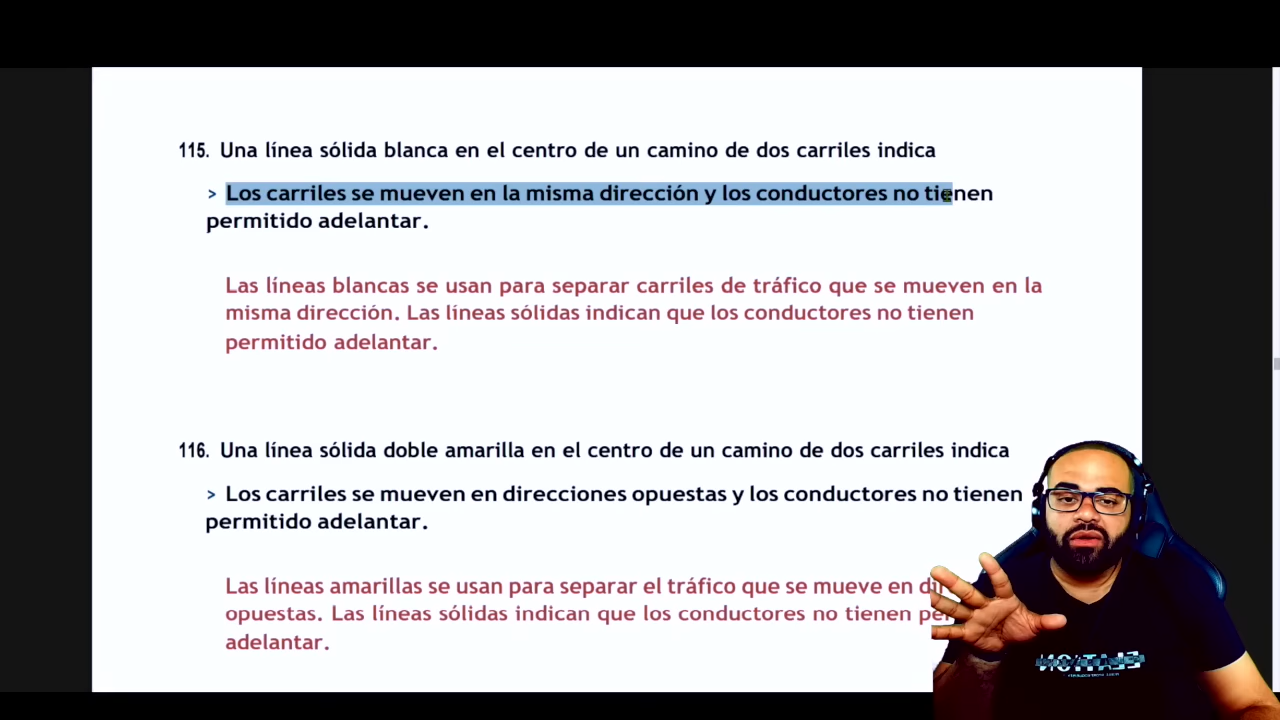 115. Una línea sólida blanca en el centro de un camino de dos carriles indica
> Los carriles se mueven en la misma dirección y los conductores no tienen
permitido adelantar.
Las líneas blancas se usan para separar carriles de tráfico que se mueven en la
misma dirección. Las líneas sólidas indican que los conductores no tienen
permitido adelantar.
116. Una línea sólida doble amarilla en el centro de un camino de dos carriles indica
> Los carriles se mueven en direcciones opuestas y los conductores no tienen
permitido adelantar.
Las líneas amarillas se usan para separar el tráfico que se mueve en
opuestas. Las líneas sólidas indican que los conductores no tienen
adelantar.